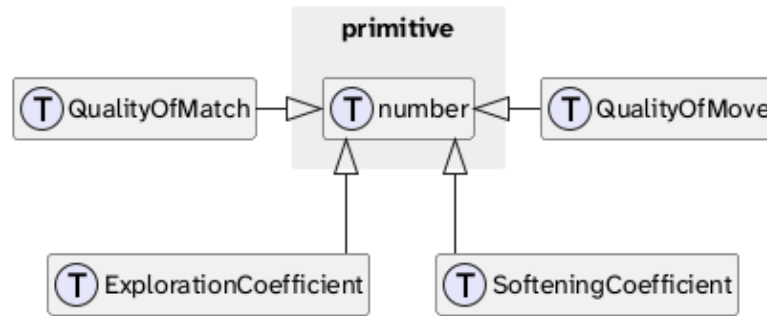 primitive
T QualityOfMatch
T number
T QualityOfMove
T ExplorationCoefficient
T SofteningCoefficient